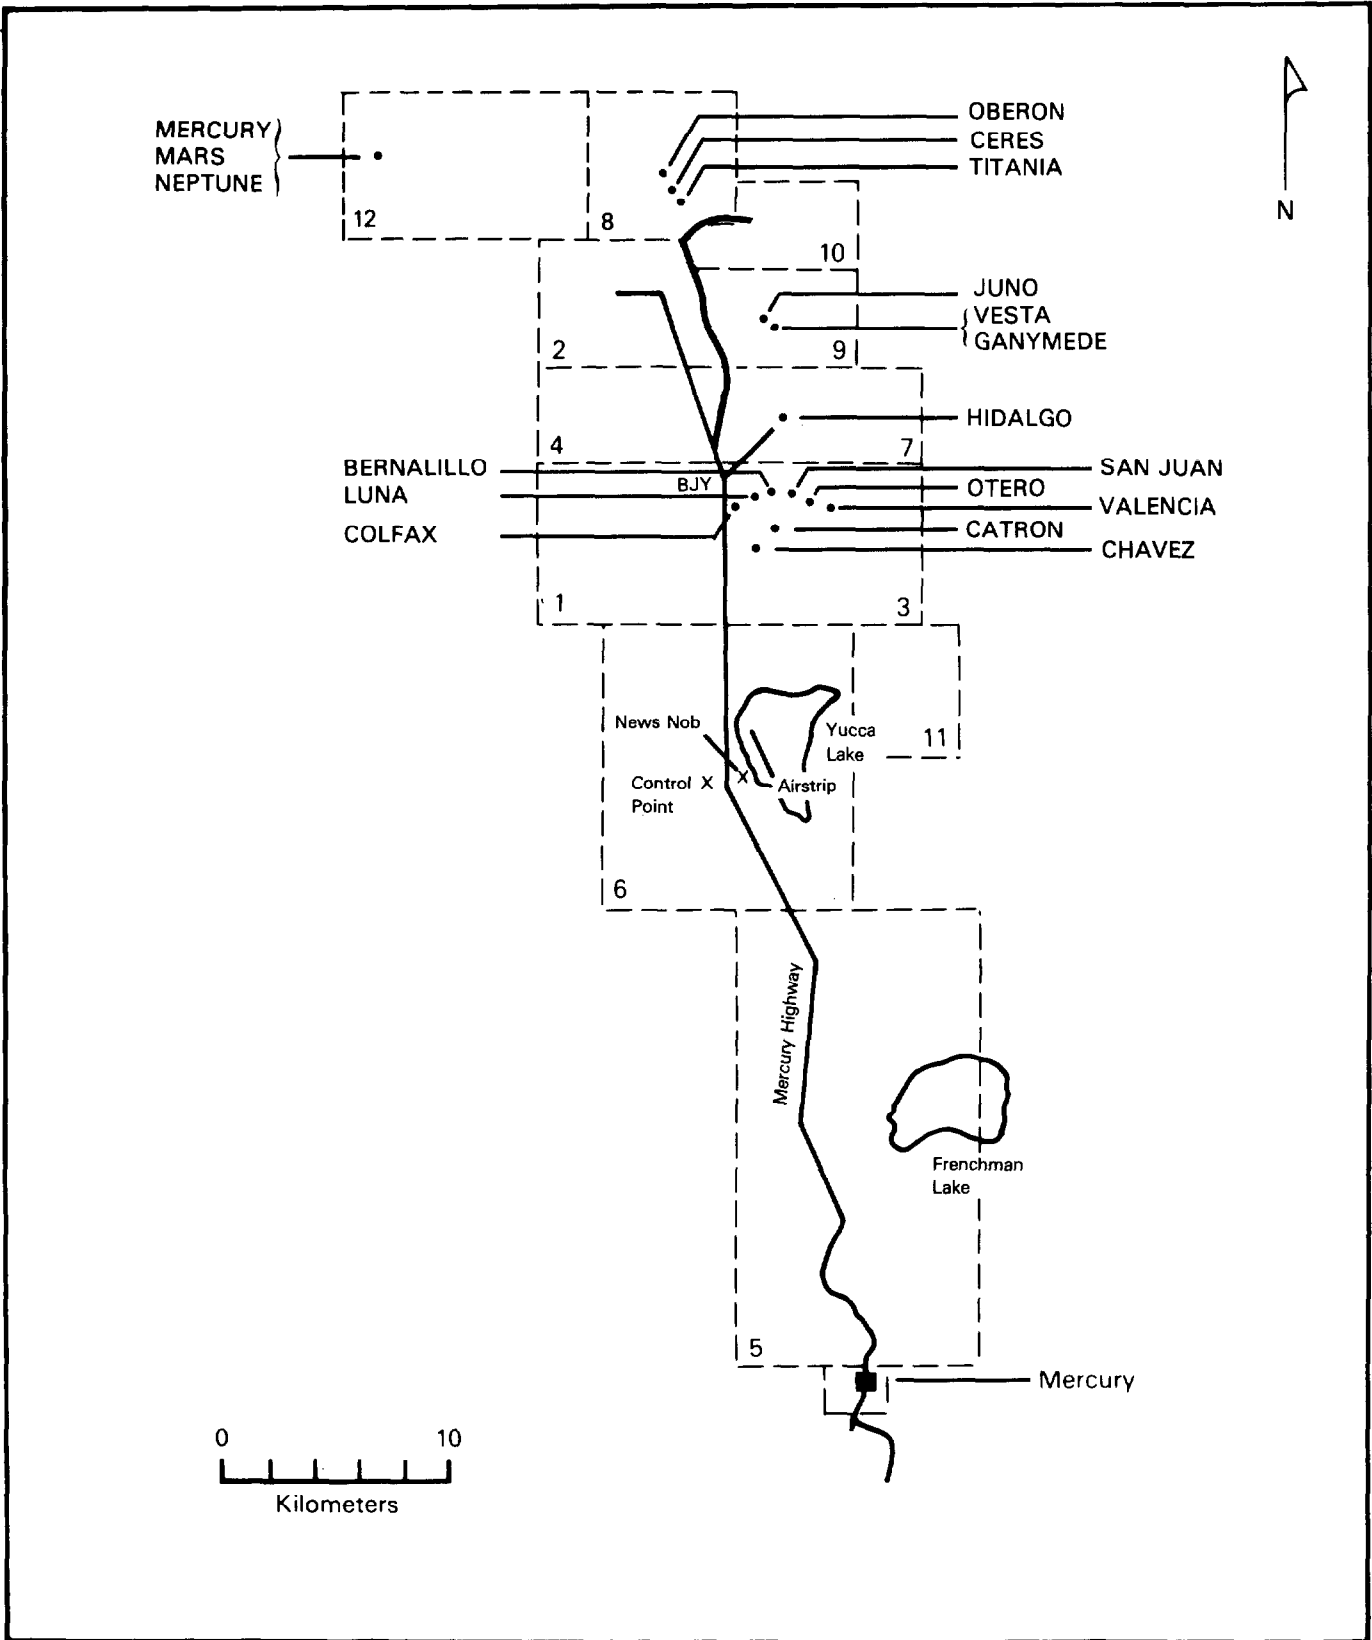 OBERON
CERES
TITANIA
MERCURY
MARS
NEPTUNE
N
12
8
10
JUNO
VESTA
GANYMEDE
2
9
HIDALGO
4
7
BERNALILLO
LUNA
COLFAX
BJY
SAN JUAN
OTERO
VALENCIA
CATRON
CHAVEZ
1
3
News Nob
Yucca
Lake
11
Control X
Point
X
Airstrip
6
Mercury Highway
Frenchman
Lake
5
Mercury
0 10
Kilometers